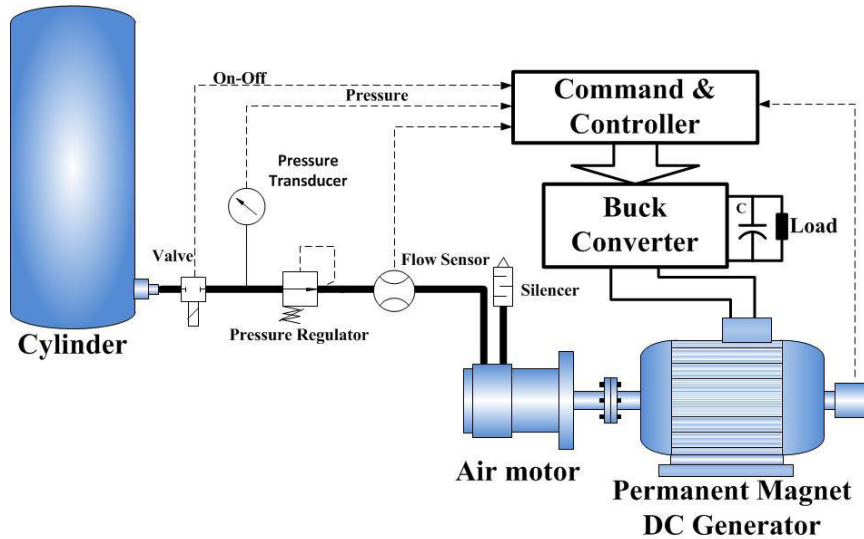 On-Off
Pressure
Command &
Controller
Pressure
Transducer
Buck
Converter
C
Load
Valve
Flow Sensor
Silencer
Pressure Regulator
Cylinder
Air motor
Permanent Magnet
DC Generator